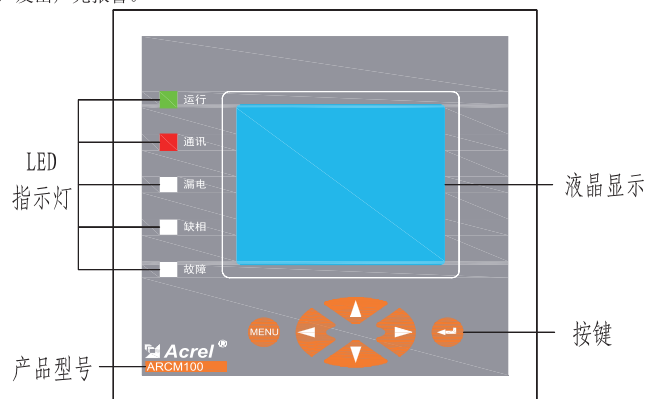 运行
通讯
LED
指示灯
漏电
缺相
故障
液晶显示
MENU
按键
Acrel®
ARCM100
产品型号